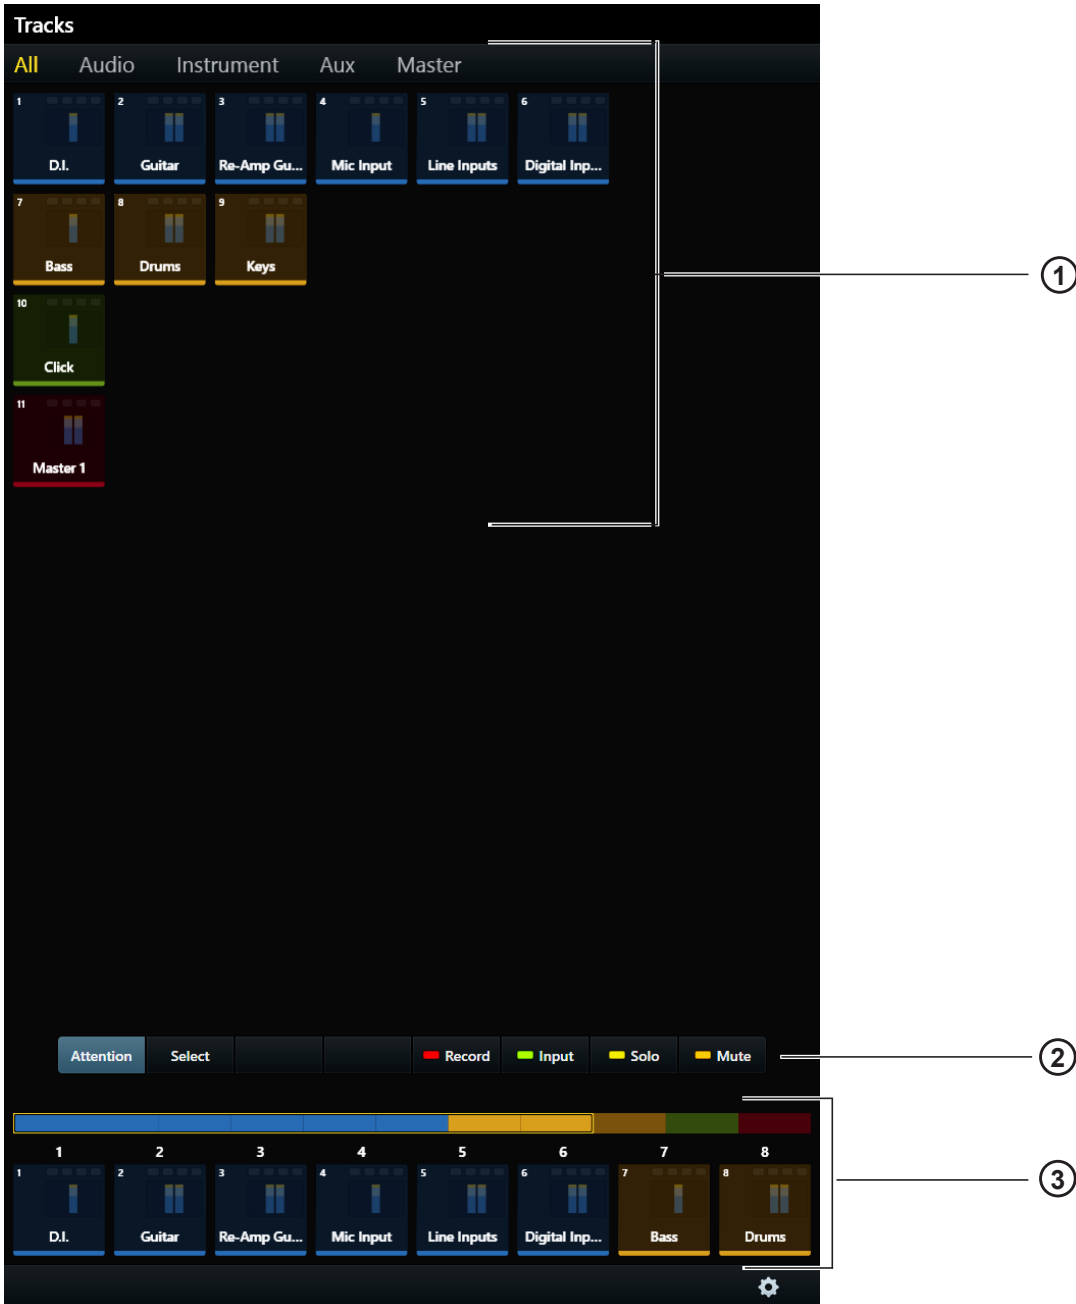 Tracks
All Audio Instrument Aux Master
1 2 3 4 5 6
D.I. Guitar Re-Amp Gu... Mic Input Line Inputs Digital Inp...
7 8 9
Bass Drums Keys
1
10
Click
11
Master 1
Attention Select Record Input Solo Mute
2
1 2 3 4 5 6 7 8
1 2 3 4 5 6 7 8
3
D.I. Guitar Re-Amp Gu... Mic Input Line Inputs Digital Inp... Bass Drums